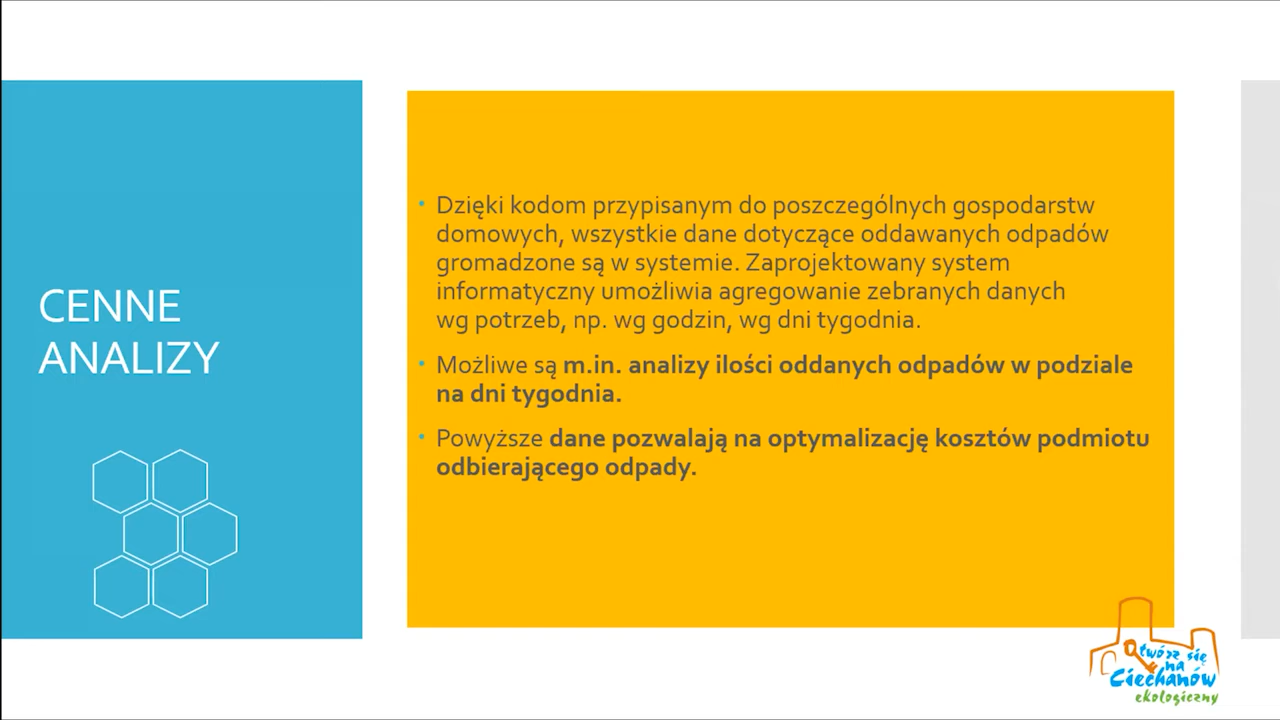 CENNE
ANALIZY
• Dzięki kodom przypisanym do poszczególnych gospodarstw
domowych, wszystkie dane dotyczące oddawanych odpadów
gromadzone są w systemie. Zaprojektowany system
informatyczny umożliwia agregowanie zebranych danych
wg potrzeb, np. wg godzin, wg dni tygodnia.
• Możliwe są m.in. analizy ilości oddanych odpadów w podziale
na dni tygodnia.
• Powyższe dane pozwalają na optymalizację kosztów podmiotu
odbierającego odpady.
Otwórz się
na
Ciechanów
ekologiczny